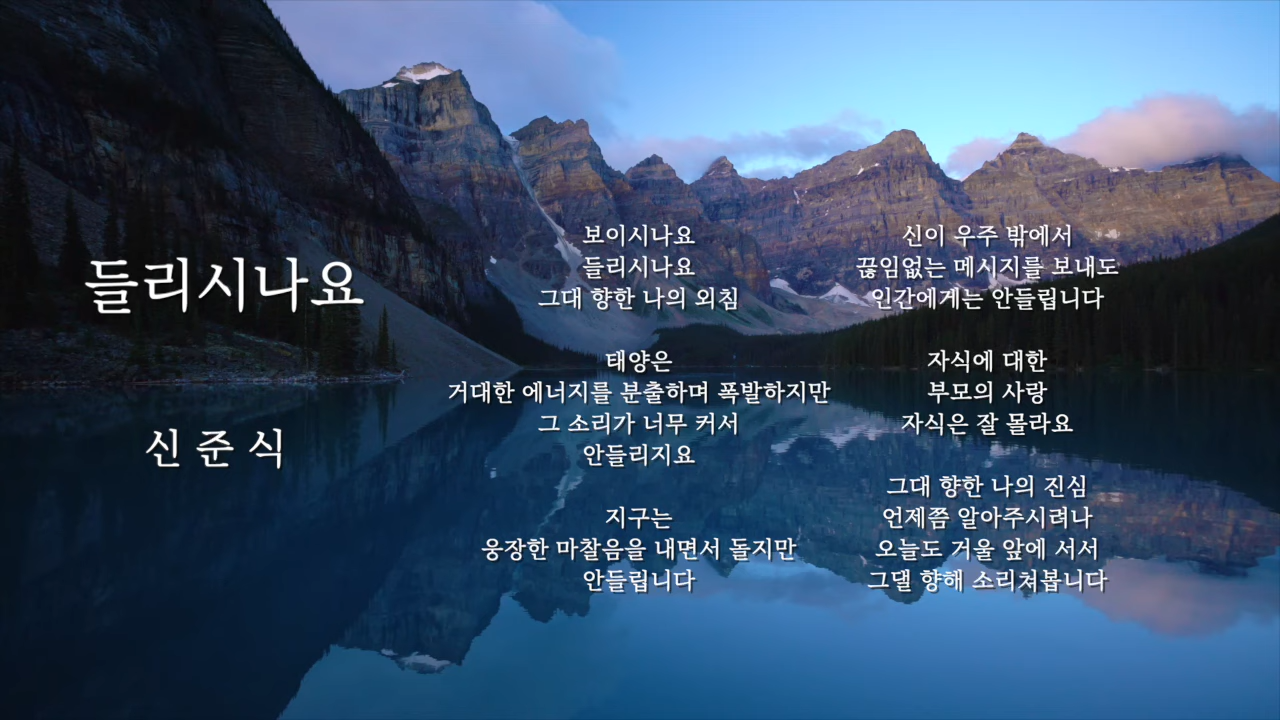 들리시나요
신 준 식
보이시나요
들리시나요
그대 향한 나의 외침
태양은
거대한 에너지를 분출하며 폭발하지만
그 소리가 너무 커서
안들리지요
지구는
웅장한 마찰음을 내면서 돌지만
안들립니다
신이 우주 밖에서
끊임없는 메시지를 보내도
인간에게는 안들립니다
자식에 대한
부모의 사랑
자식은 잘 몰라요
그대 향한 나의 진심
언제쯤 알아주시려나
오늘도 거울 앞에 서서
그댈 향해 소리쳐봅니다